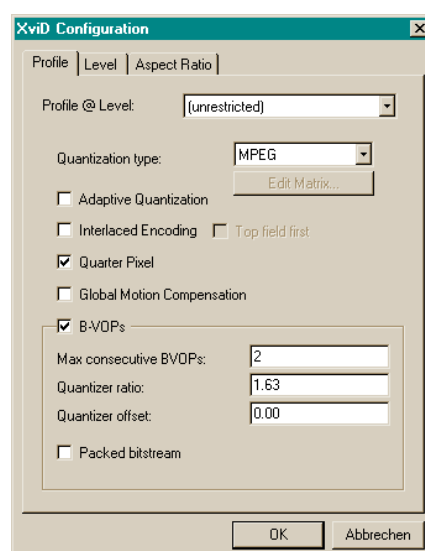 XviD Configuration
Profile Level Aspect Ratio
Profile @ Level: (unrestricted)
Quantization type: MPEG
Edit Matrix...
Adaptive Quantization
Interlaced Encoding Top field first
Quarter Pixel
Global Motion Compensation
B-VOPs
Max consecutive BVOPs: 2
Quantizer ratio: 1.63
Quantizer offset: 0.00
Packed bitstream
OK Abbrechen